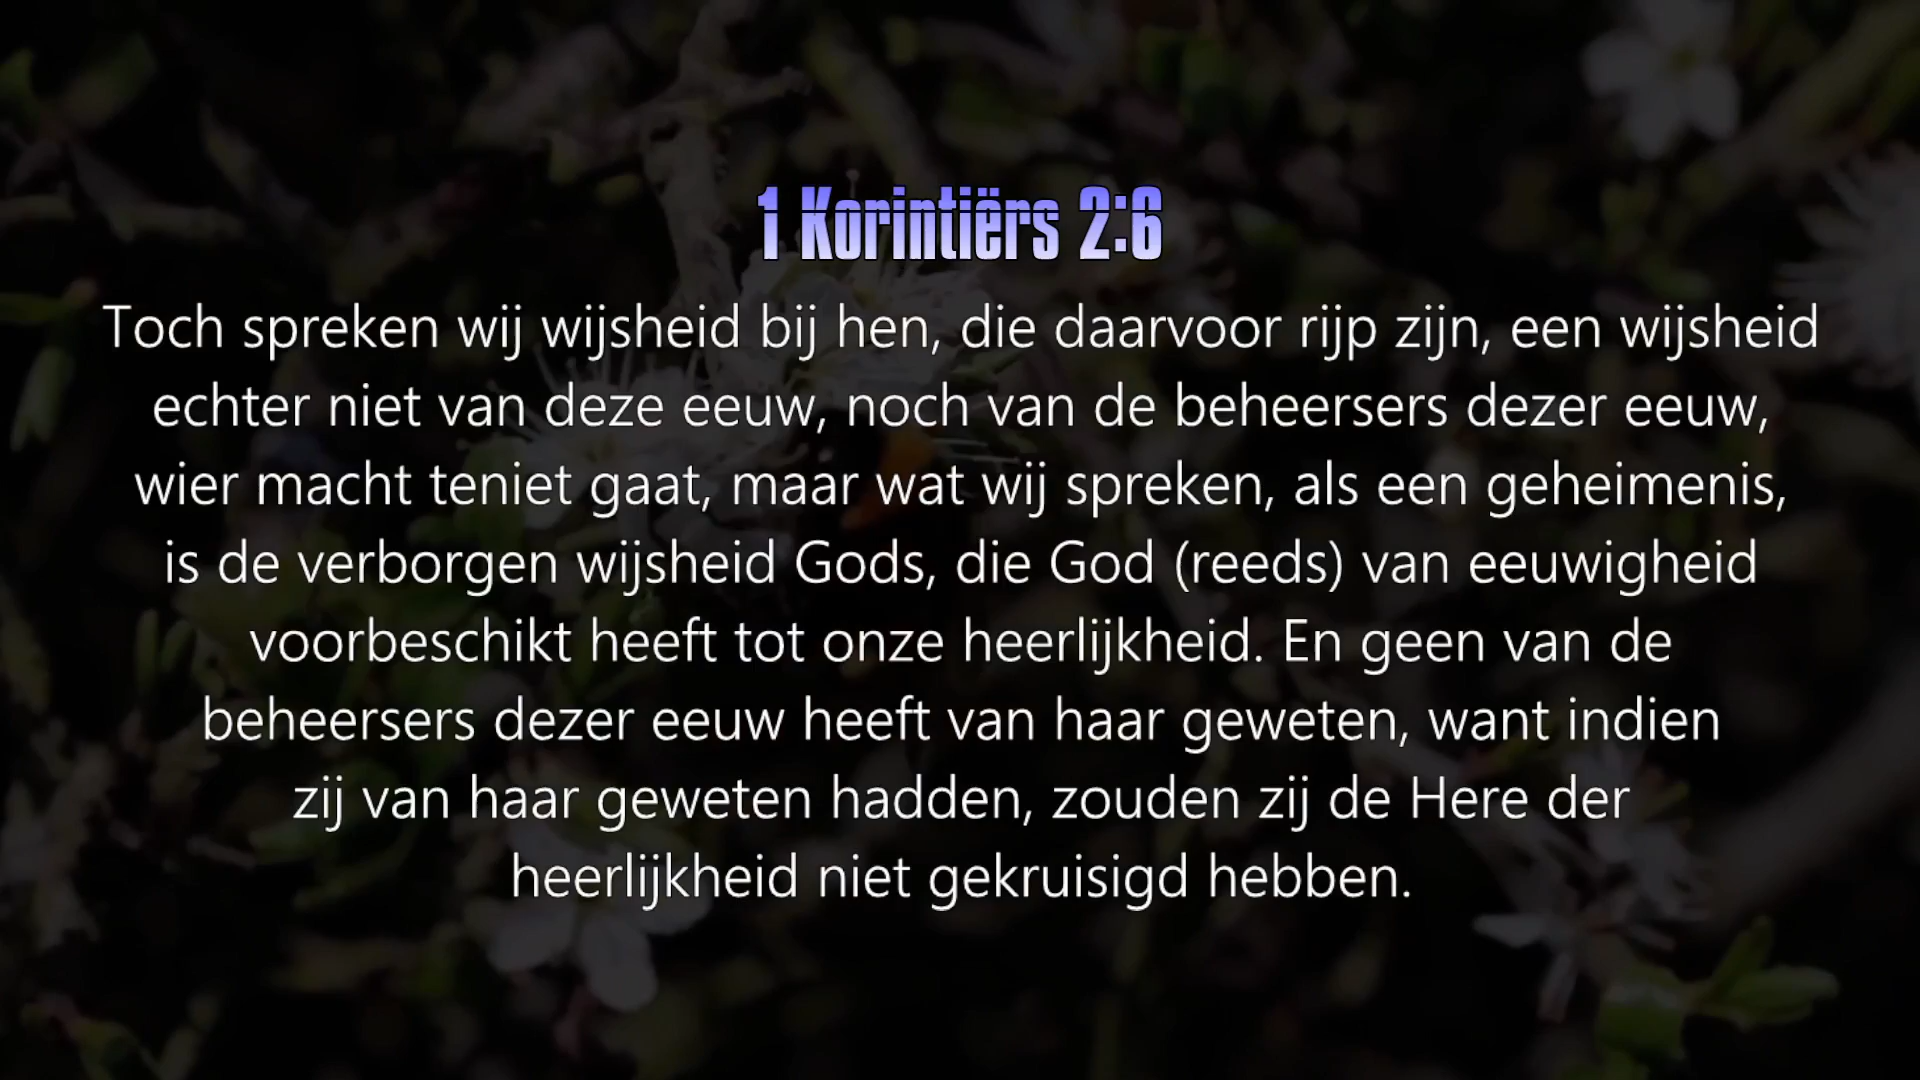 1 Korintiërs 2:6
Toch spreken wij wijsheid bij hen, die daarvoor rijp zijn, een wijsheid
echter niet van deze eeuw, noch van de beheersers dezer eeuw,
wier macht teniet gaat, maar wat wij spreken, als een geheimenis,
is de verborgen wijsheid Gods, die God (reeds) van eeuwigheid
voorbeschikt heeft tot onze heerlijkheid. En geen van de
beheersers dezer eeuw heeft van haar geweten, want indien
zij van haar geweten hadden, zouden zij de Here der
heerlijkheid niet gekruisigd hebben.